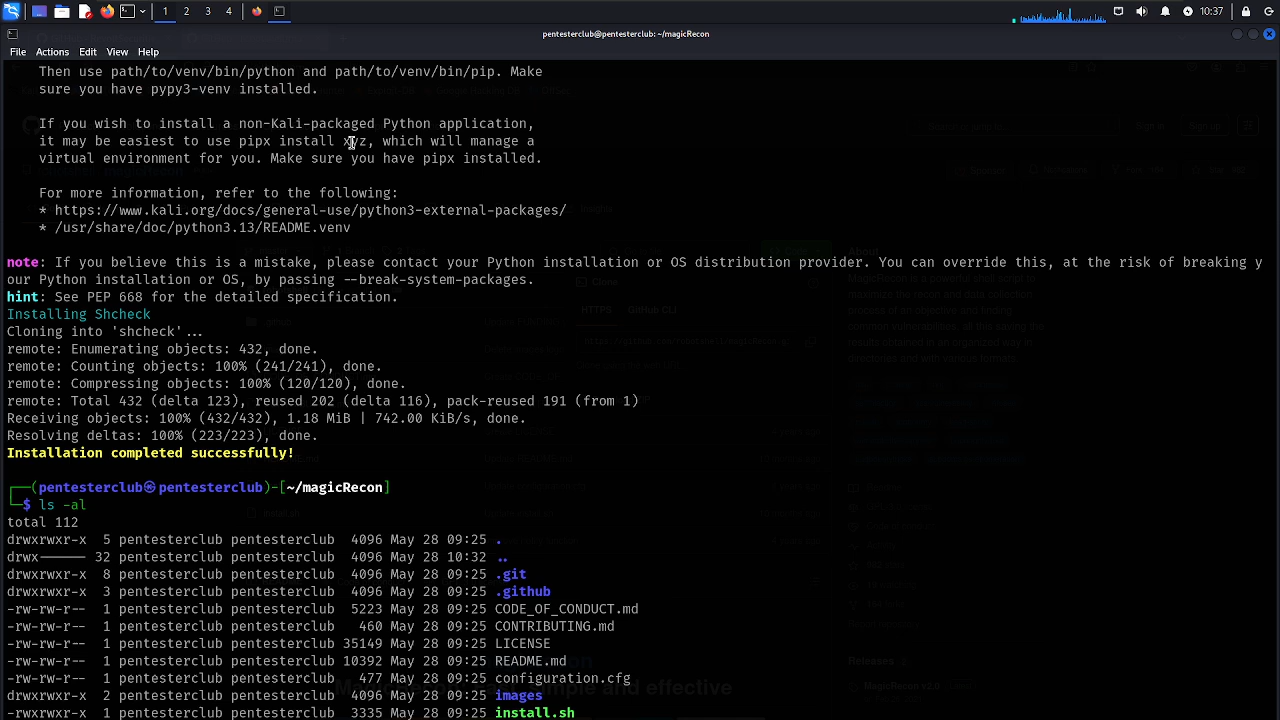 10:37
1 2 3 4
pentesterclub@pentesterclub: ~/magicRecon
File Actions Edit View Help
Then use path/to/venv/bin/python and path/to/venv/bin/pip. Make
sure you have pypy3-venv installed.
If you wish to install a non-Kali-packaged Python application,
it may be easiest to use pipx install xyz, which will manage a
virtual environment for you. Make sure you have pipx installed.
For more information, refer to the following:
* https://www.kali.org/docs/general-use/python3-external-packages/
* /usr/share/doc/python3.13/README.venv
note: If you believe this is a mistake, please contact your Python installation or OS distribution provider. You can override this, at the risk of breaking y
our Python installation or OS, by passing --break-system-packages.
hint: See PEP 668 for the detailed specification.
Installing Shcheck
Cloning into 'shcheck'...
remote: Enumerating objects: 432, done.
remote: Counting objects: 100% (241/241), done.
remote: Compressing objects: 100% (120/120), done.
remote: Total 432 (delta 123), reused 202 (delta 116), pack-reused 191 (from 1)
Receiving objects: 100% (432/432), 1.18 MiB | 742.00 KiB/s, done.
Resolving deltas: 100% (223/223), done.
Installation completed successfully!
┌──(pentesterclub㉿pentesterclub)-[~/magicRecon]
└─$ ls -al
total 112
drwxrwxr-x 5 pentesterclub pentesterclub 4096 May 28 09:25 .
drwx------ 32 pentesterclub pentesterclub 4096 May 28 10:32 ..
drwxrwxr-x 8 pentesterclub pentesterclub 4096 May 28 09:25 .git
drwxrwxr-x 3 pentesterclub pentesterclub 4096 May 28 09:25 .github
-rw-rw-r-- 1 pentesterclub pentesterclub 5223 May 28 09:25 CODE_OF_CONDUCT.md
-rw-rw-r-- 1 pentesterclub pentesterclub 460 May 28 09:25 CONTRIBUTING.md
-rw-rw-r-- 1 pentesterclub pentesterclub 35149 May 28 09:25 LICENSE
-rw-rw-r-- 1 pentesterclub pentesterclub 10392 May 28 09:25 README.md
-rw-rw-r-- 1 pentesterclub pentesterclub 477 May 28 09:25 configuration.cfg
drwxrwxr-x 2 pentesterclub pentesterclub 4096 May 28 09:25 images
-rwxrwxr-x 1 pentesterclub pentesterclub 3335 May 28 09:25 install.sh